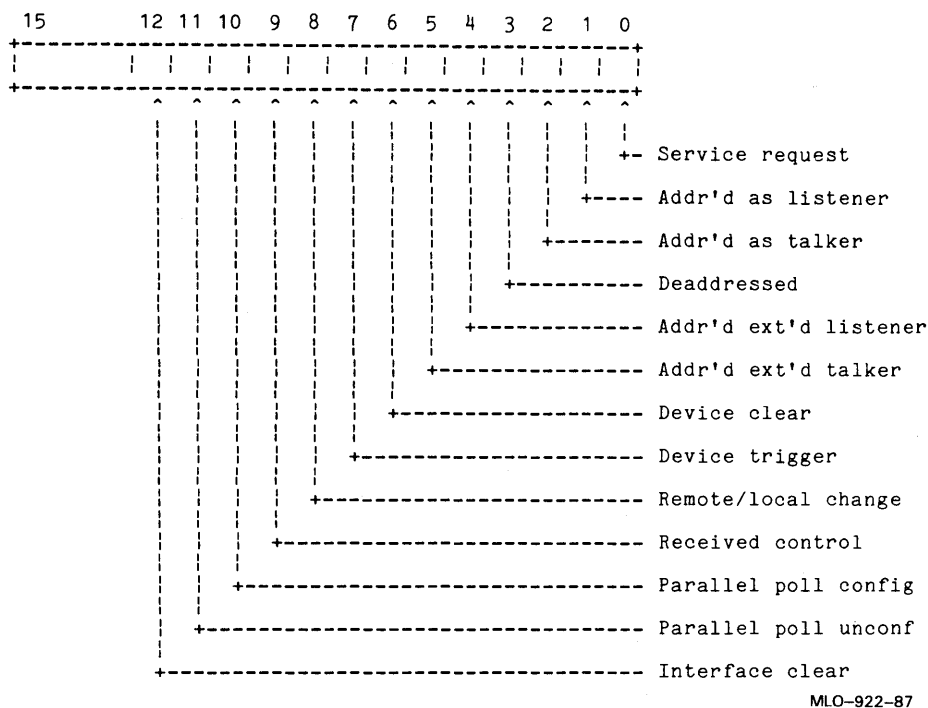 15 12 11 10 9 8 7 6 5 4 3 2 1 0
Service request
Addr'd as listener
Addr'd as talker
Deaddressed
Addr'd ext'd listener
Addr'd ext'd talker
Device clear
Device trigger
Remote/local change
Received control
Parallel poll config
Parallel poll unconf
Interface clear
MLO-922-87